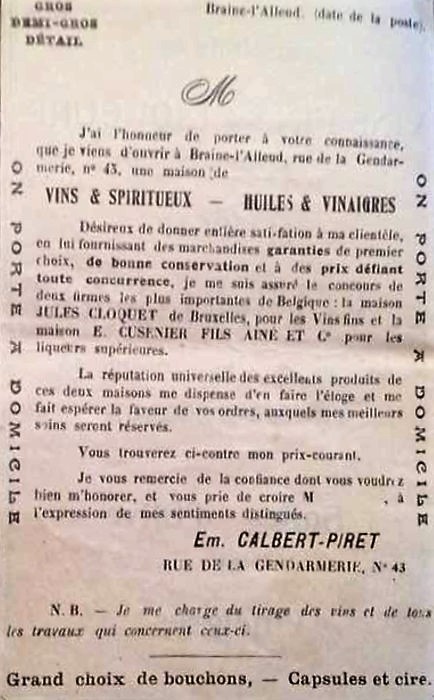 GROS
DEMI-GROS
DÉTAIL
Braine-l'Alleud. (date de la poste).
M
J'ai l'honneur de porter à votre connaissance,
que je viens d'ouvrir à Braine-l'Alleud, rue de la Gendar-
merie, nº 43, une maison de
VINS & SPIRITUEUX — HUILES & VINAIGRES
Désireux de donner entière satisfation à ma clientèle,
en lui fournissant des marchandises garanties de premier
choix, de bonne conservation et à des prix défiant
toute concurrence, je me suis assuré le concours de
deux firmes les plus importantes de Belgique : la maison
JULES CLOQUET de Bruxelles, pour les Vins fins et la
maison E. CUSENIER FILS AINÉ ET Cº pour les
liqueurs supérieures.
La réputation universelle des excellents produits de
ces deux maisons me dispense d'en faire l'éloge et me
fait espérer la faveur de vos ordres, auxquels mes meilleurs
soins seront réservés.
Vous trouverez ci-contre mon prix-courant.
Je vous remercie de la confiance dont vous voudrez
bien m'honorer, et vous prie de croire M , à
l'expression de mes sentiments distingués.
Em. CALBERT-PIRET
RUE DE LA GENDARMERIE, Nº 43
N. B. — Je me charge du tirage des vins et de tous
les travaux qui concernent ceux-ci.
Grand choix de bouchons, — Capsules et cire.
ON PORTE A DOMICILE
ON PORTE A DOMICILE